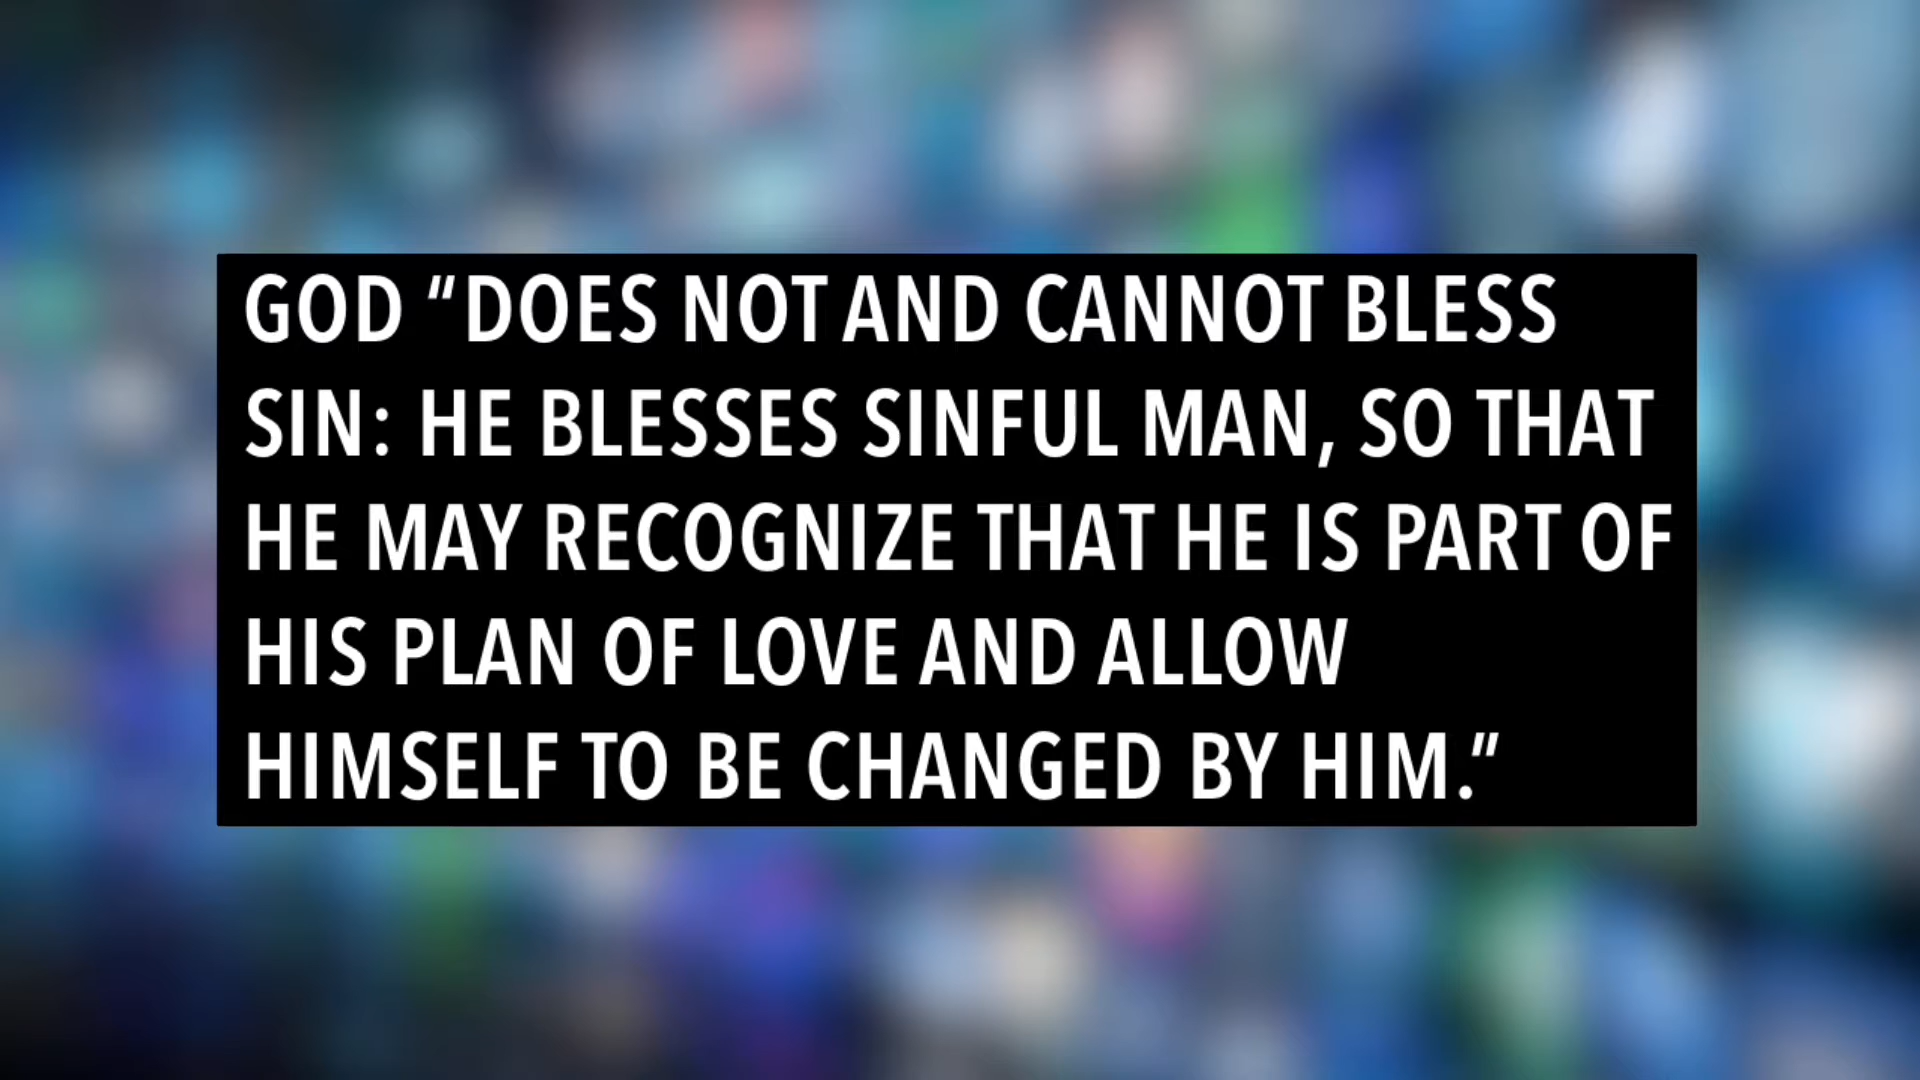 GOD “DOES NOT AND CANNOT BLESS
SIN: HE BLESSES SINFUL MAN, SO THAT
HE MAY RECOGNIZE THAT HE IS PART OF
HIS PLAN OF LOVE AND ALLOW
HIMSELF TO BE CHANGED BY HIM.”